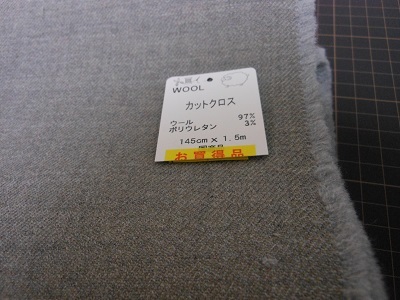 WOOL
カットクロス
ウール 97%
ポリウレタン 3%
145cm x 1.5m
お買得品